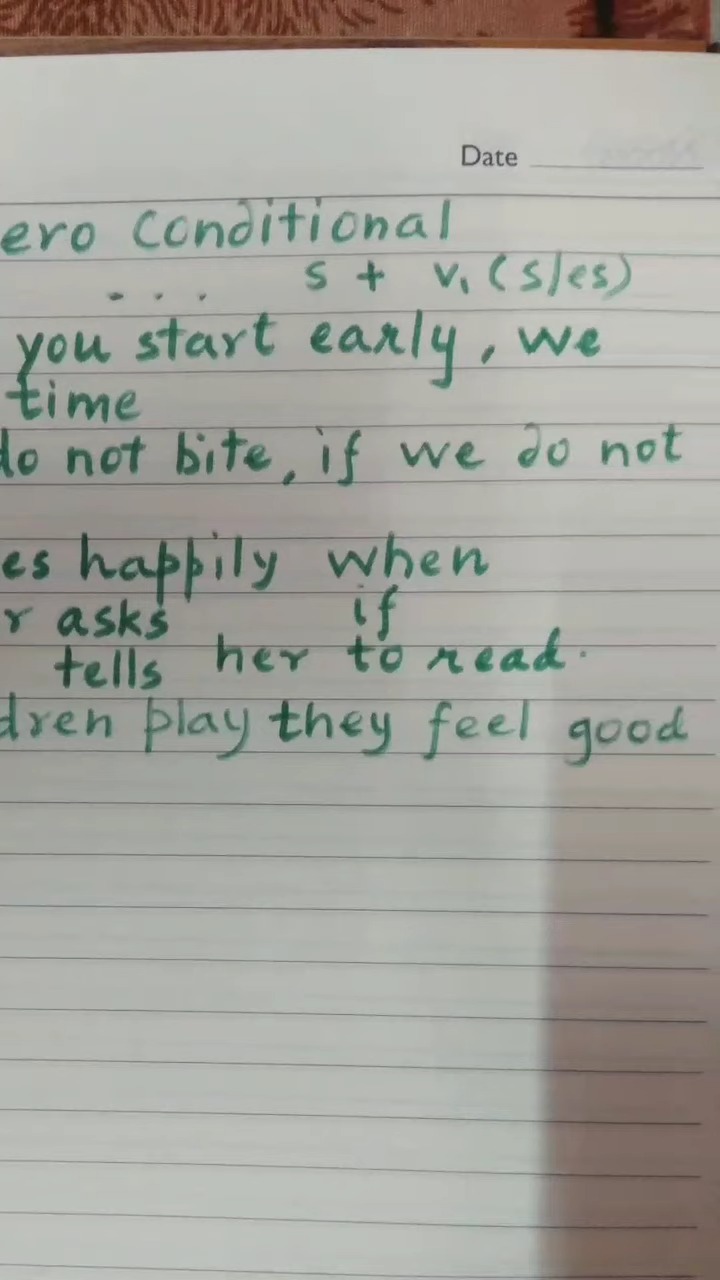 Date
ero Conditional
. . . s + v₁ (s/es)
you start early, we
time
do not bite, if we do not
es happily when
r asks if
tells her to read.
dren play they feel good